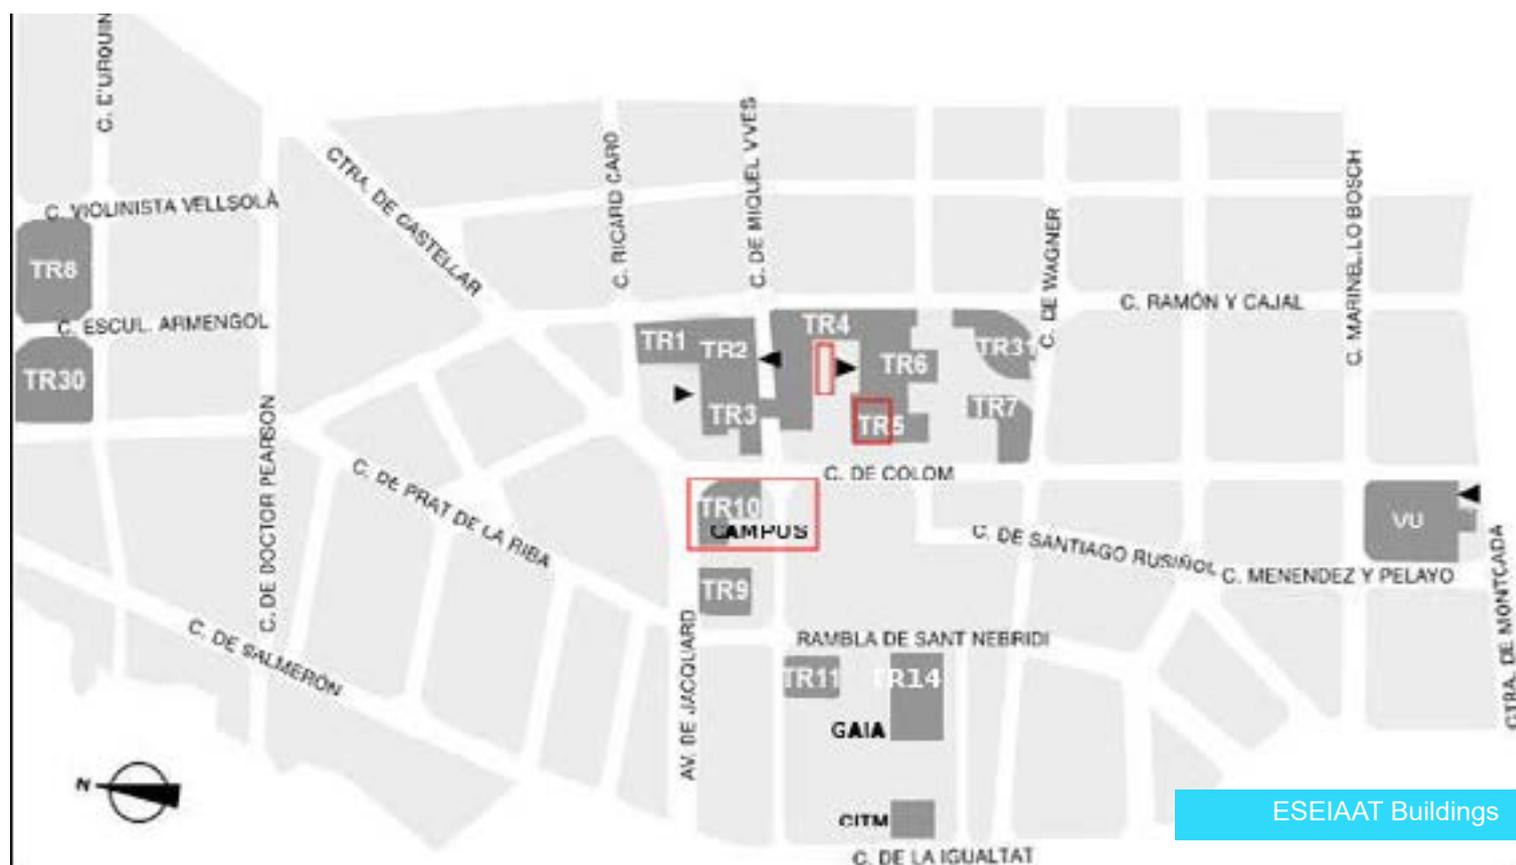 C. D'URQUIN
C. VIOLINISTA VELLSOLÀ
CTRA. DE CASTELLAR
C. RICARD CARO
C. DE MIQUEL VVES
C. DE WAGNER
C. MARINEL.LO BOSCH
TR8
C. ESCUL. ARMENGOL
C. RAMÓN Y CAJAL
TR30
TR1
TR2
TR3
TR4
TR6
TR5
TR31
TR7
C. DE COLOM
C. DE DOCTOR PEARSON
C. DE PRAT DE LA RIBA
TR10
CAMPUS
C. DE SANTIAGO RUSIÑOL
VU
C. MENENDEZ Y PELAYO
CTRA. DE MONTCADA
TR9
C. DE SALMERÓN
AV. DE JACQUARD
RAMBLA DE SANT NEBRIDI
TR11
TR14
GAIA
N
CITM
ESEIAAT Buildings
C. DE LA IGUALTAT